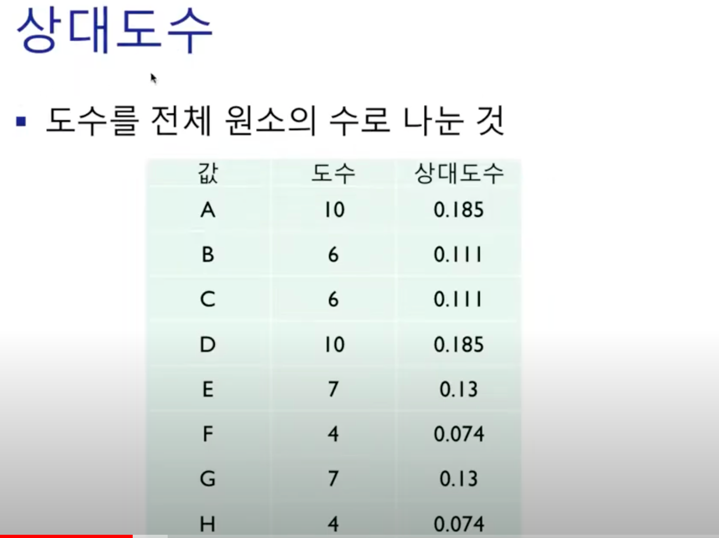 상대도수
▪ 도수를 전체 원소의 수로 나눈 것
값 도수 상대도수
A 10 0.185
B 6 0.111
C 6 0.111
D 10 0.185
E 7 0.13
F 4 0.074
G 7 0.13
H 4 0.074